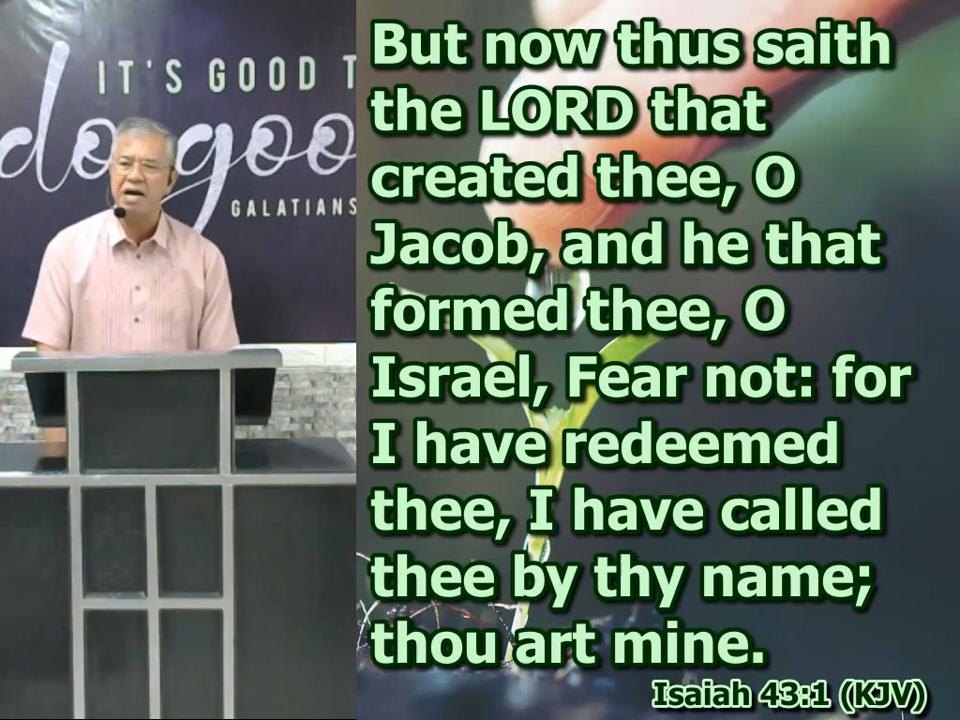 IT'S GOOD T
do goo
GALATIANS
But now thus saith
the LORD that
created thee, O
Jacob, and he that
formed thee, O
Israel, Fear not: for
I have redeemed
thee, I have called
thee by thy name;
thou art mine.
Isaiah 43:1 (KJV)